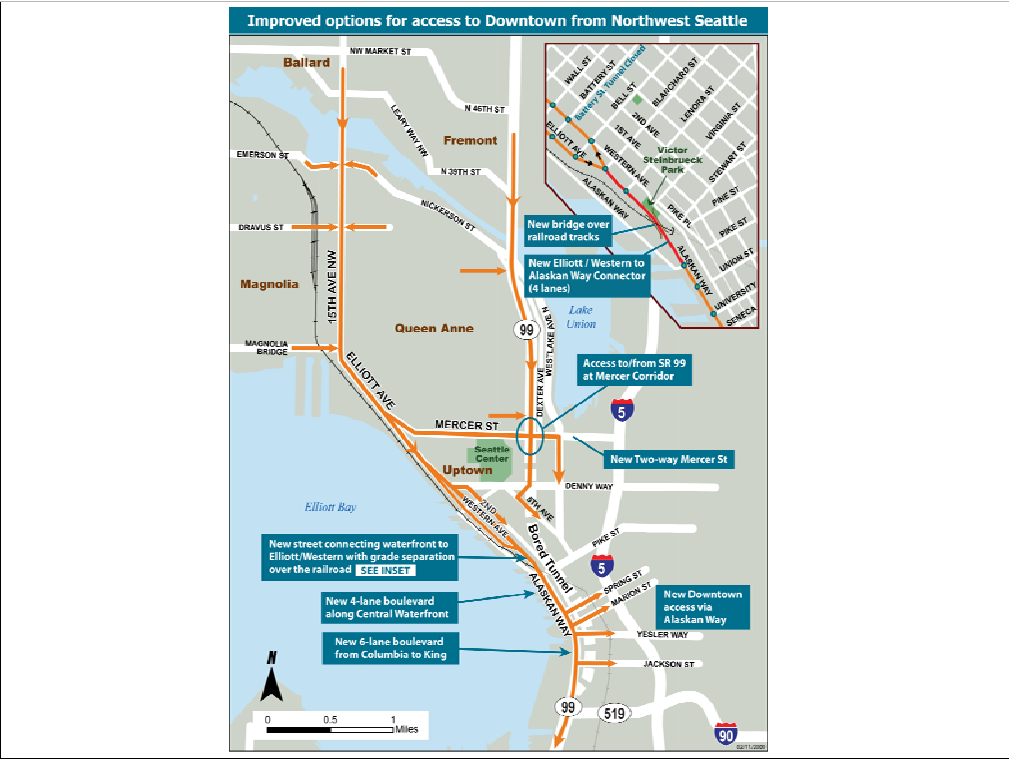 Improved options for access to Downtown from Northwest Seattle
NW MARKET ST
Ballard
LEARY WAY NW
N 46TH ST
Fremont
EMERSON ST
N 39TH ST
NICKERSON ST
DRAVUS ST
15TH AVE NW
Magnolia
Queen Anne
99
WESTLAKE AVE N
Lake
Union
MAGNOLIA
BRIDGE
ELLIOTT AVE
DEXTER AVE
Access to/from SR 99
at Mercer Corridor
5
MERCER ST
Seattle
Center
New Two-way Mercer St
Uptown
DENNY WAY
2ND
WESTERN AVE
6TH AVE
Elliott Bay
Bored Tunnel
PIKE ST
New street connecting waterfront to
Elliott/Western with grade separation
over the railroad SEE INSET
5
SPRING ST
MARION ST
ALASKAN WAY
New 4-lane boulevard
along Central Waterfront
New Downtown
access via
Alaskan Way
New 6-lane boulevard
from Columbia to King
YESLER WAY
JACKSON ST
N
0 0.5 1
Miles
99
519
90
WALL ST
BATTERY ST
Battery St. Tunnel Closed
BELL ST
BLANCHARD ST
LENORA ST
VIRGINIA ST
2ND AVE
1ST AVE
ELLIOTT AVE
WESTERN AVE
Victor
Steinbrueck
Park
STEWART ST
ALASKAN WAY
PINE ST
PIKE PL
PIKE ST
New bridge over
railroad tracks
New Elliott / Western to
Alaskan Way Connector
(4 lanes)
ALASKAN WAY
UNION ST
UNIVERSITY
SENECA